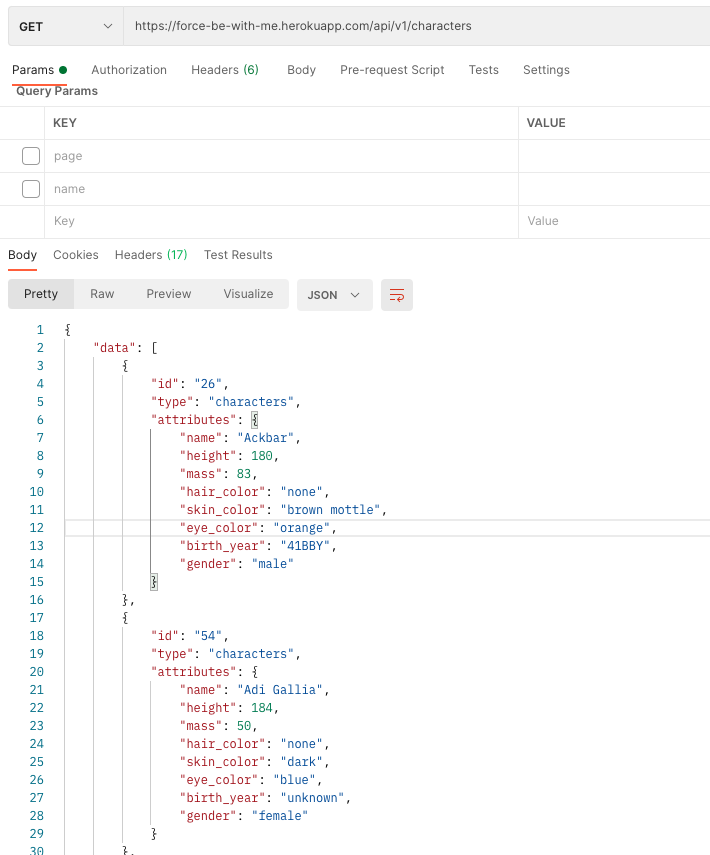 GET https://force-be-with-me.herokuapp.com/api/v1/characters
Params Authorization Headers (6) Body Pre-request Script Tests Settings
Query Params
KEY VALUE
page
name
Key Value
Body Cookies Headers (17) Test Results
Pretty Raw Preview Visualize JSON
1 {
2 "data": [
3 {
4 "id": "26",
5 "type": "characters",
6 "attributes": {
7 "name": "Ackbar",
8 "height": 180,
9 "mass": 83,
10 "hair_color": "none",
11 "skin_color": "brown mottle",
12 "eye_color": "orange",
13 "birth_year": "41BBY",
14 "gender": "male"
15 }
16 },
17 {
18 "id": "54",
19 "type": "characters",
20 "attributes": {
21 "name": "Adi Gallia",
22 "height": 184,
23 "mass": 50,
24 "hair_color": "none",
25 "skin_color": "dark",
26 "eye_color": "blue",
27 "birth_year": "unknown",
28 "gender": "female"
29 }
30 },